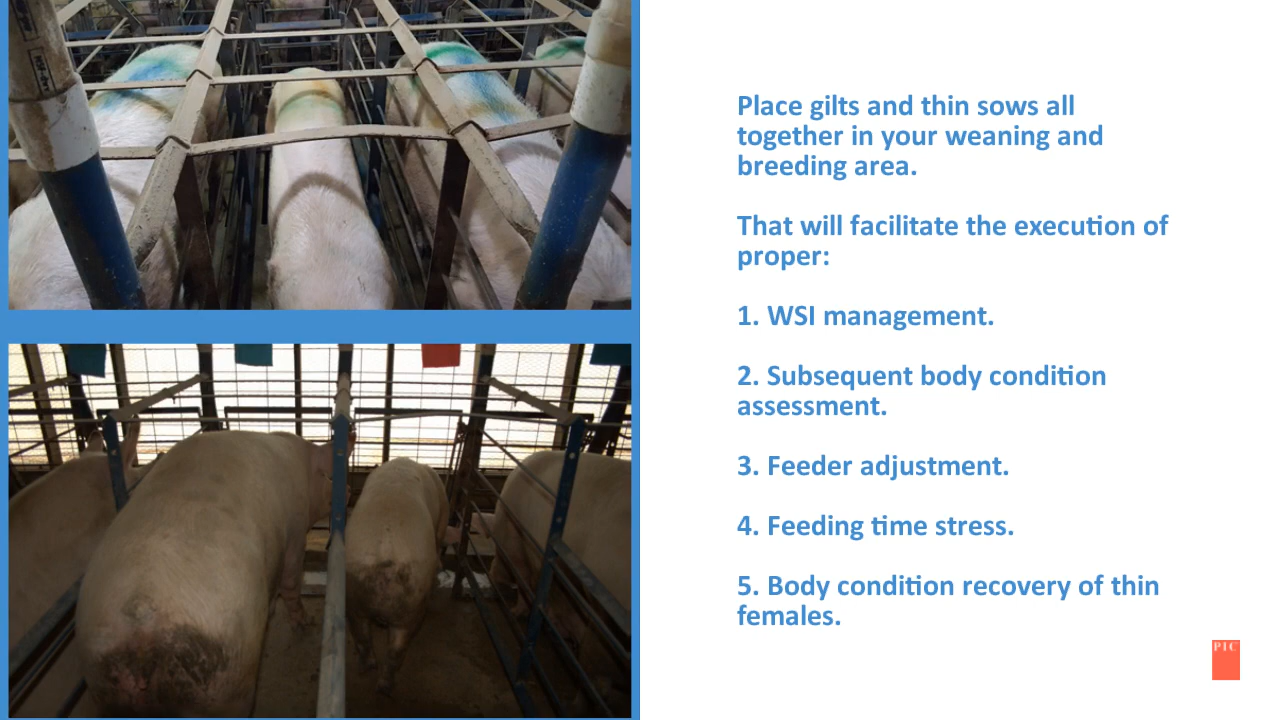 Place gilts and thin sows all
together in your weaning and
breeding area.
That will facilitate the execution of
proper:
1. WSI management.
2. Subsequent body condition
assessment.
3. Feeder adjustment.
4. Feeding time stress.
5. Body condition recovery of thin
females.
PIC